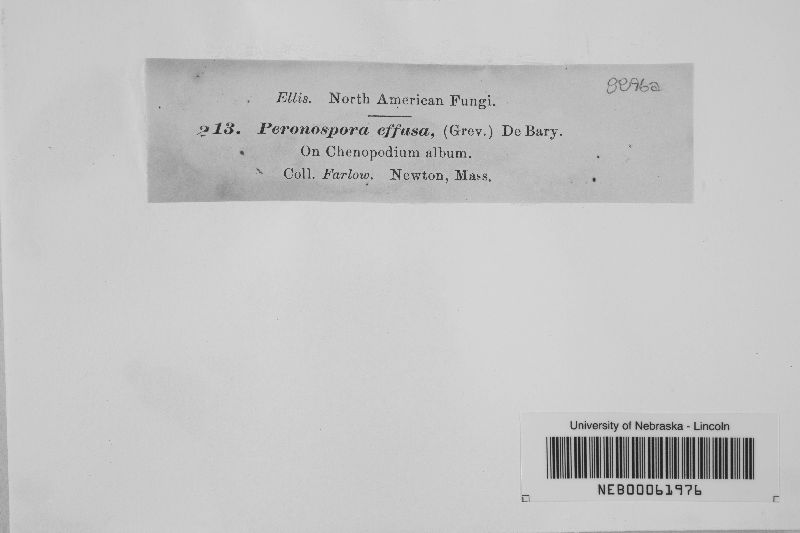 8296a
Ellis. North American Fungi.
213. Peronospora effusa, (Grev.) De Bary.
On Chenopodium album.
Coll. Farlow. Newton, Mass.
University of Nebraska - Lincoln
NEB00061976